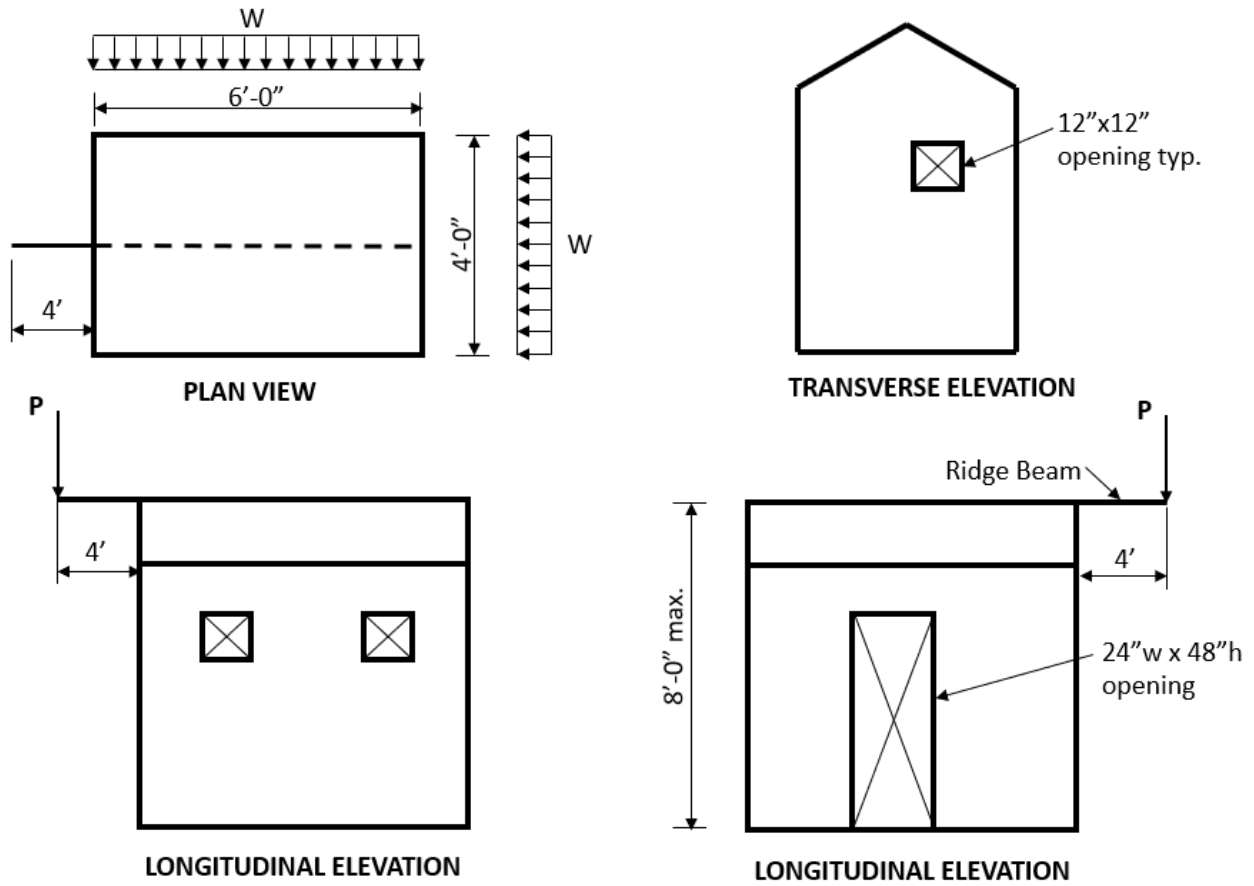 W
6’-0”
4’-0”
W
4’
PLAN VIEW
12”x12”
opening typ.
TRANSVERSE ELEVATION
P
4’
LONGITUDINAL ELEVATION
P
Ridge Beam
4’
8’-0” max.
24”w x 48”h
opening
LONGITUDINAL ELEVATION